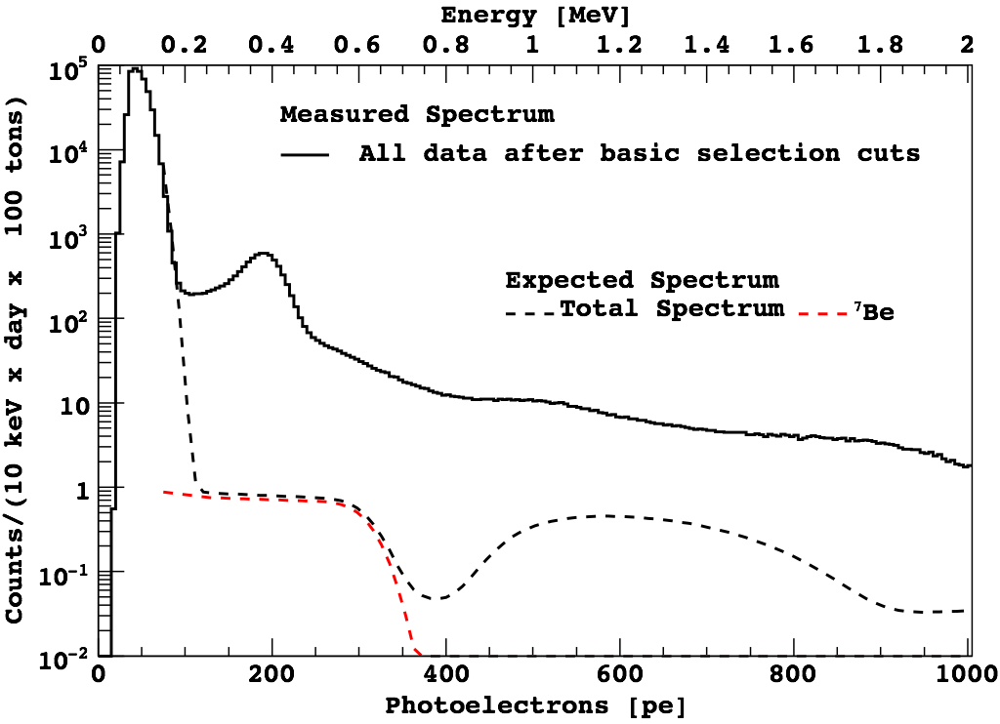 Energy [MeV]
0 0.2 0.4 0.6 0.8 1 1.2 1.4 1.6 1.8 2
Counts/(10 keV x day x 100 tons)
10⁵
10⁴
10³
10²
10
1
10⁻¹
10⁻²
Measured Spectrum
All data after basic selection cuts
Expected Spectrum
Total Spectrum ⁷Be
0 200 400 600 800 1000
Photoelectrons [pe]